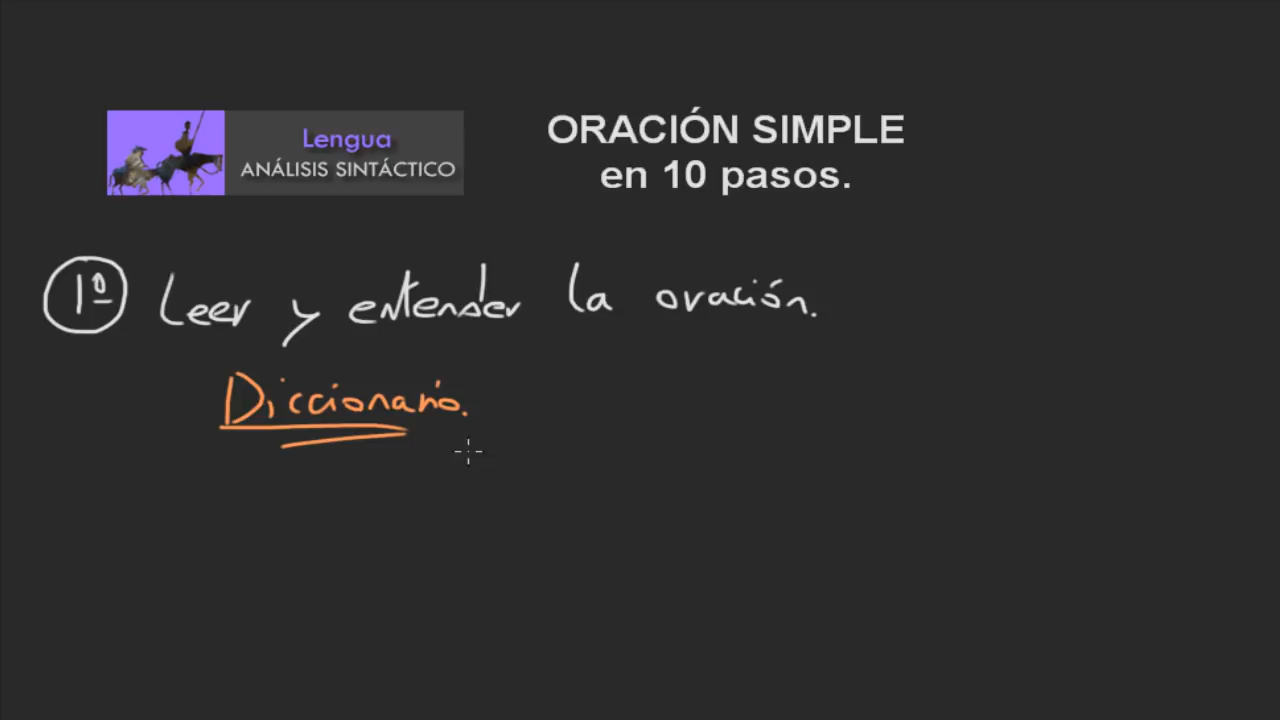 Lengua
ANÁLISIS SINTÁCTICO
ORACIÓN SIMPLE
en 10 pasos.
1º Leer y entender la oración.
Diccionario.